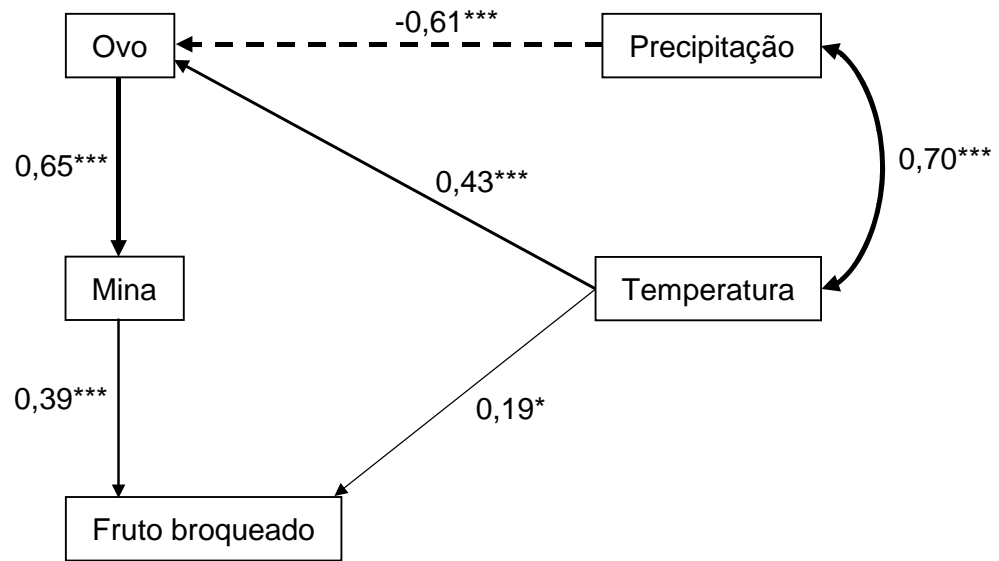 -0,61***
Ovo
Precipitação
0,65***
0,43***
0,70***
Mina
Temperatura
0,39***
0,19*
Fruto broqueado